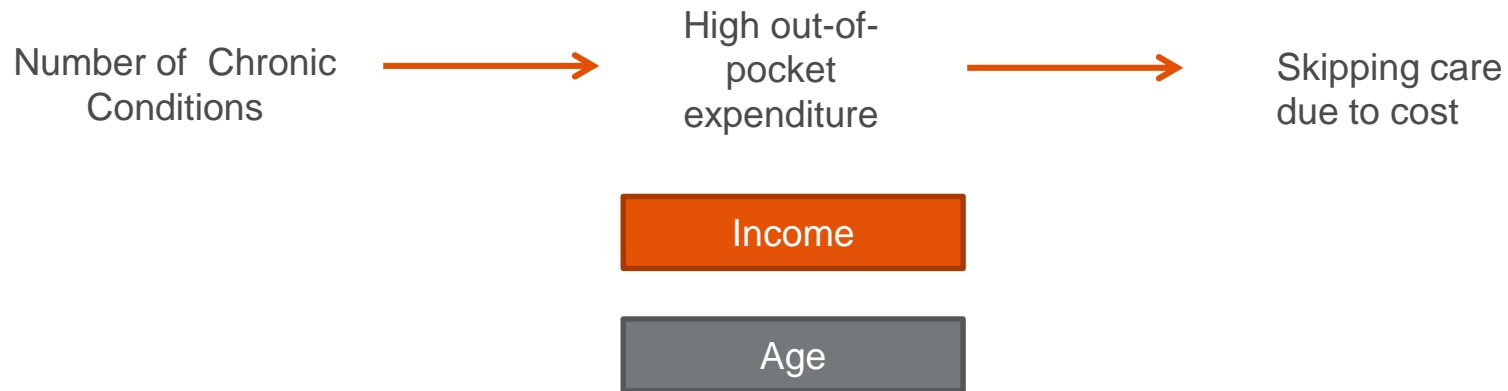 Number of  Chronic
Conditions
High out-of-
pocket
expenditure
Skipping care
due to cost
Income
Age